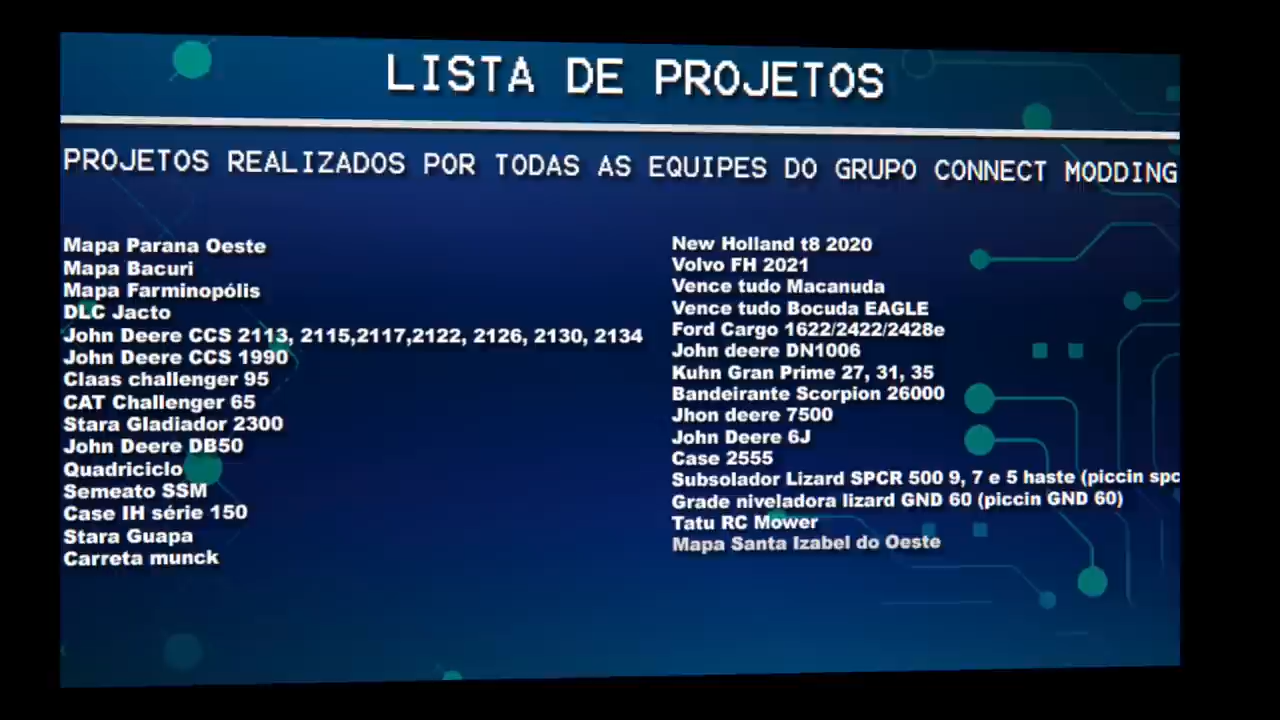 LISTA DE PROJETOS
PROJETOS REALIZADOS POR TODAS AS EQUIPES DO GRUPO CONNECT MODDING
Mapa Parana Oeste
Mapa Bacuri
Mapa Farminopólis
DLC Jacto
John Deere CCS 2113, 2115,2117,2122, 2126, 2130, 2134
John Deere CCS 1990
Claas challenger 95
CAT Challenger 65
Stara Gladiador 2300
John Deere DB50
Quadriciclo
Semeato SSM
Case IH série 150
Stara Guapa
Carreta munck
New Holland t8 2020
Volvo FH 2021
Vence tudo Macanuda
Vence tudo Bocuda EAGLE
Ford Cargo 1622/2422/2428e
John deere DN1006
Kuhn Gran Prime 27, 31, 35
Bandeirante Scorpion 26000
Jhon deere 7500
John Deere 6J
Case 2555
Subsolador Lizard SPCR 500 9, 7 e 5 haste (piccin spc
Grade niveladora lizard GND 60 (piccin GND 60)
Tatu RC Mower
Mapa Santa Izabel do Oeste